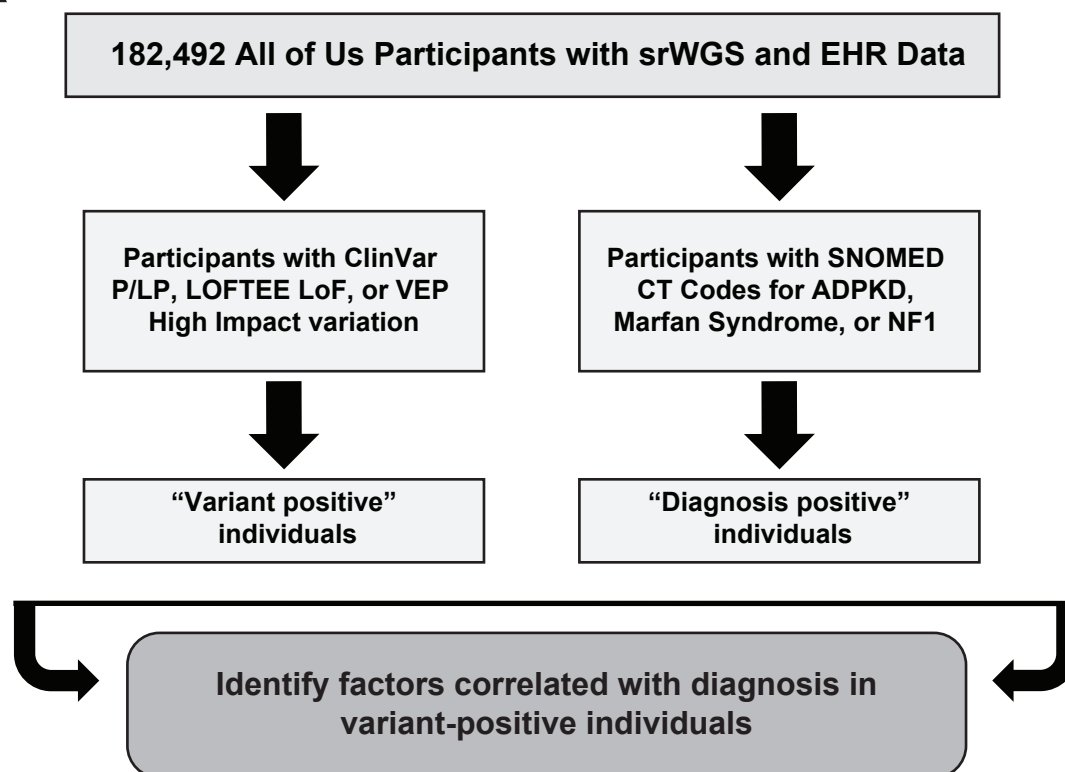 182,492 All of Us Participants with srWGS and EHR Data
Participants with ClinVar
P/LP, LOFTEE LoF, or VEP
High Impact variation
Participants with SNOMED
CT Codes for ADPKD,
Marfan Syndrome, or NF1
“Variant positive”
individuals
“Diagnosis positive”
individuals
Identify factors correlated with diagnosis in
variant-positive individuals